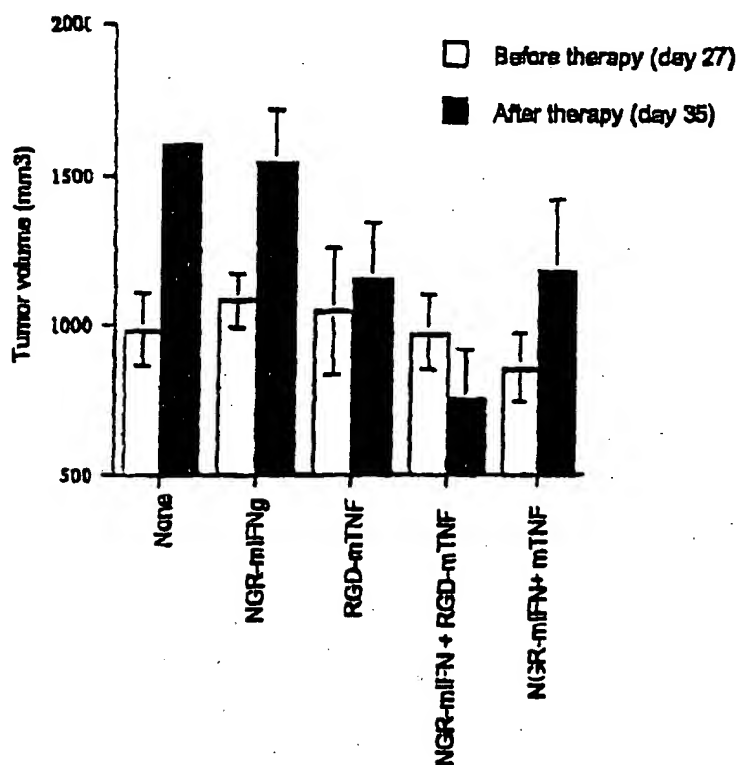 Tumor volume (mm3)
2000
1500
1000
500
Before therapy (day 27)
After therapy (day 35)
None
NGR-mIFNg
RGD-mTNF
NGR-mIFN + RGD-mTNF
NGR-mIFN+ mTNF